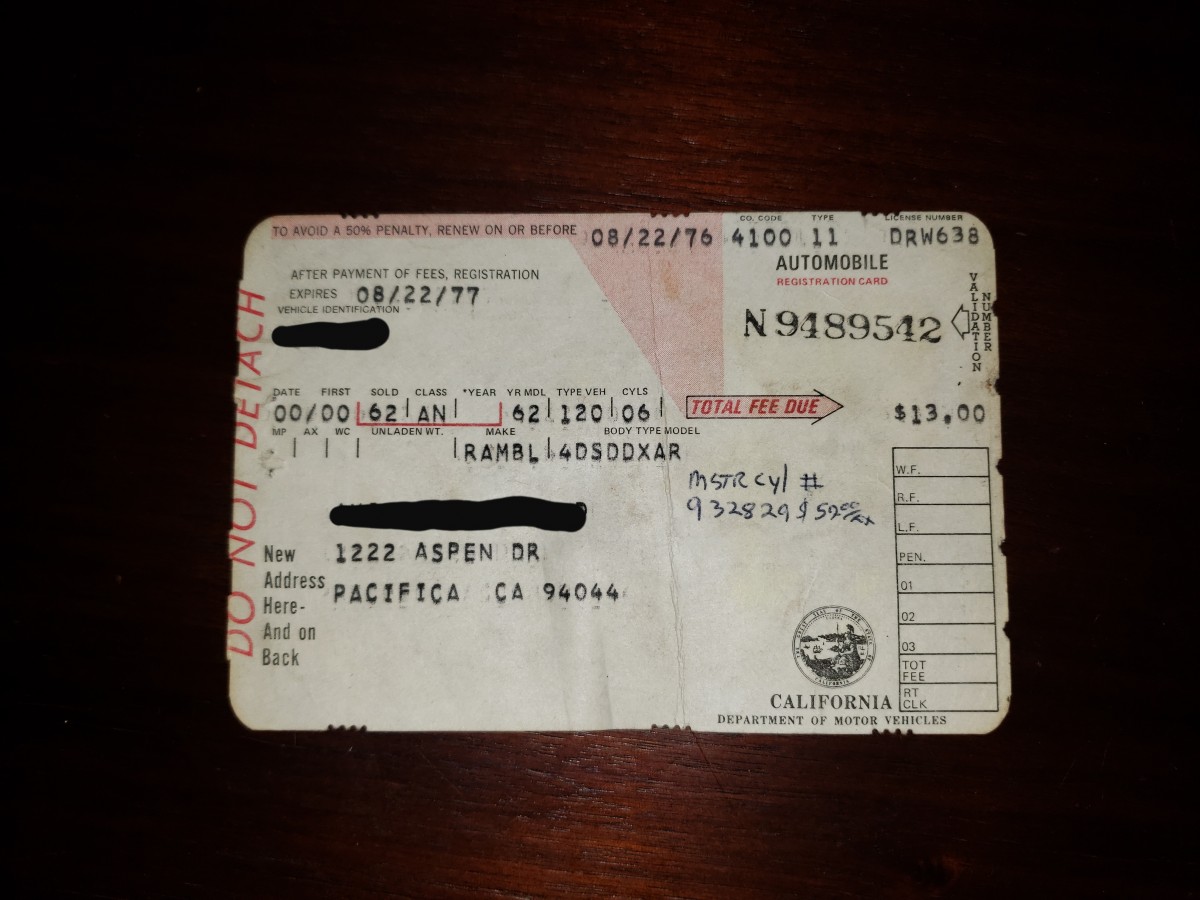 TO AVOID A 50% PENALTY, RENEW ON OR BEFORE 08/22/76
CO. CODE TYPE LICENSE NUMBER
4100 11 DRW638
AUTOMOBILE
REGISTRATION CARD
AFTER PAYMENT OF FEES, REGISTRATION
EXPIRES 08/22/77
VEHICLE IDENTIFICATION
N9489542
VALIDATION
NUMBER
DO NOT DETACH
DATE FIRST SOLD CLASS *YEAR YR MDL TYPE VEH CYLS
00/00 62 AN 62 120 06
TOTAL FEE DUE $13.00
MP AX WC UNLADEN WT. MAKE BODY TYPE MODEL
RAMBL 4DSDDXAR
MSTR Cyl #
932829 $52.00
1222 ASPEN DR
PACIFICA CA 94044
New
Address
Here-
And on
Back
W.F.
R.F.
L.F.
PEN.
01
02
03
TOT
FEE
RT
CLK
CALIFORNIA
DEPARTMENT OF MOTOR VEHICLES